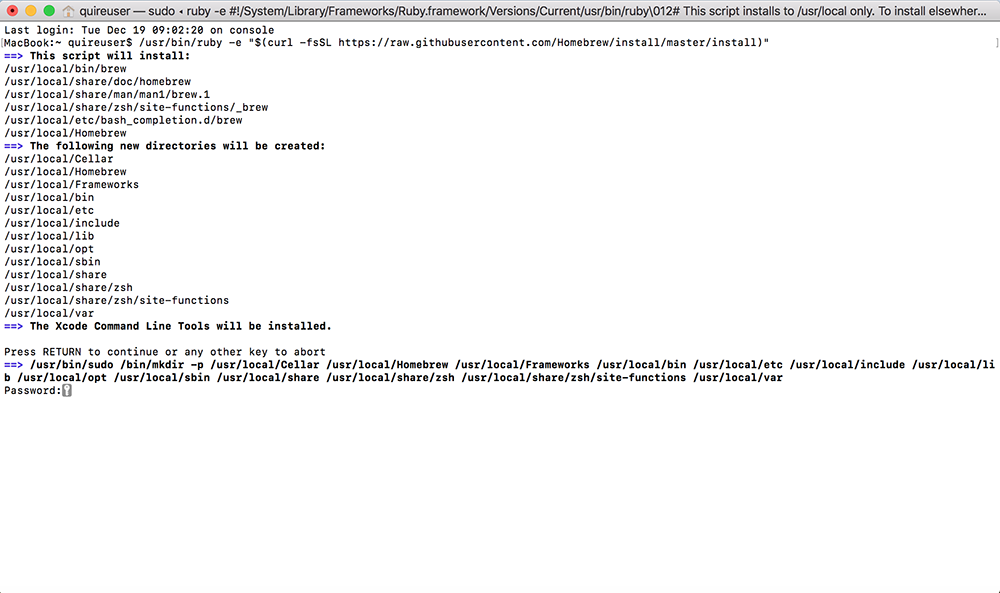 quireuser — sudo ◂ ruby -e #!/System/Library/Frameworks/Ruby.framework/Versions/Current/usr/bin/ruby\012# This script installs to /usr/local only. To install elsewher...
Last login: Tue Dec 19 09:02:20 on console
[MacBook:~ quireuser$ /usr/bin/ruby -e "$(curl -fsSL https://raw.githubusercontent.com/Homebrew/install/master/install)" ]
==> This script will install:
/usr/local/bin/brew
/usr/local/share/doc/homebrew
/usr/local/share/man/man1/brew.1
/usr/local/share/zsh/site-functions/_brew
/usr/local/etc/bash_completion.d/brew
/usr/local/Homebrew
==> The following new directories will be created:
/usr/local/Cellar
/usr/local/Homebrew
/usr/local/Frameworks
/usr/local/bin
/usr/local/etc
/usr/local/include
/usr/local/lib
/usr/local/opt
/usr/local/sbin
/usr/local/share
/usr/local/share/zsh
/usr/local/share/zsh/site-functions
/usr/local/var
==> The Xcode Command Line Tools will be installed.
Press RETURN to continue or any other key to abort
==> /usr/bin/sudo /bin/mkdir -p /usr/local/Cellar /usr/local/Homebrew /usr/local/Frameworks /usr/local/bin /usr/local/etc /usr/local/include /usr/local/li
b /usr/local/opt /usr/local/sbin /usr/local/share /usr/local/share/zsh /usr/local/share/zsh/site-functions /usr/local/var
Password: